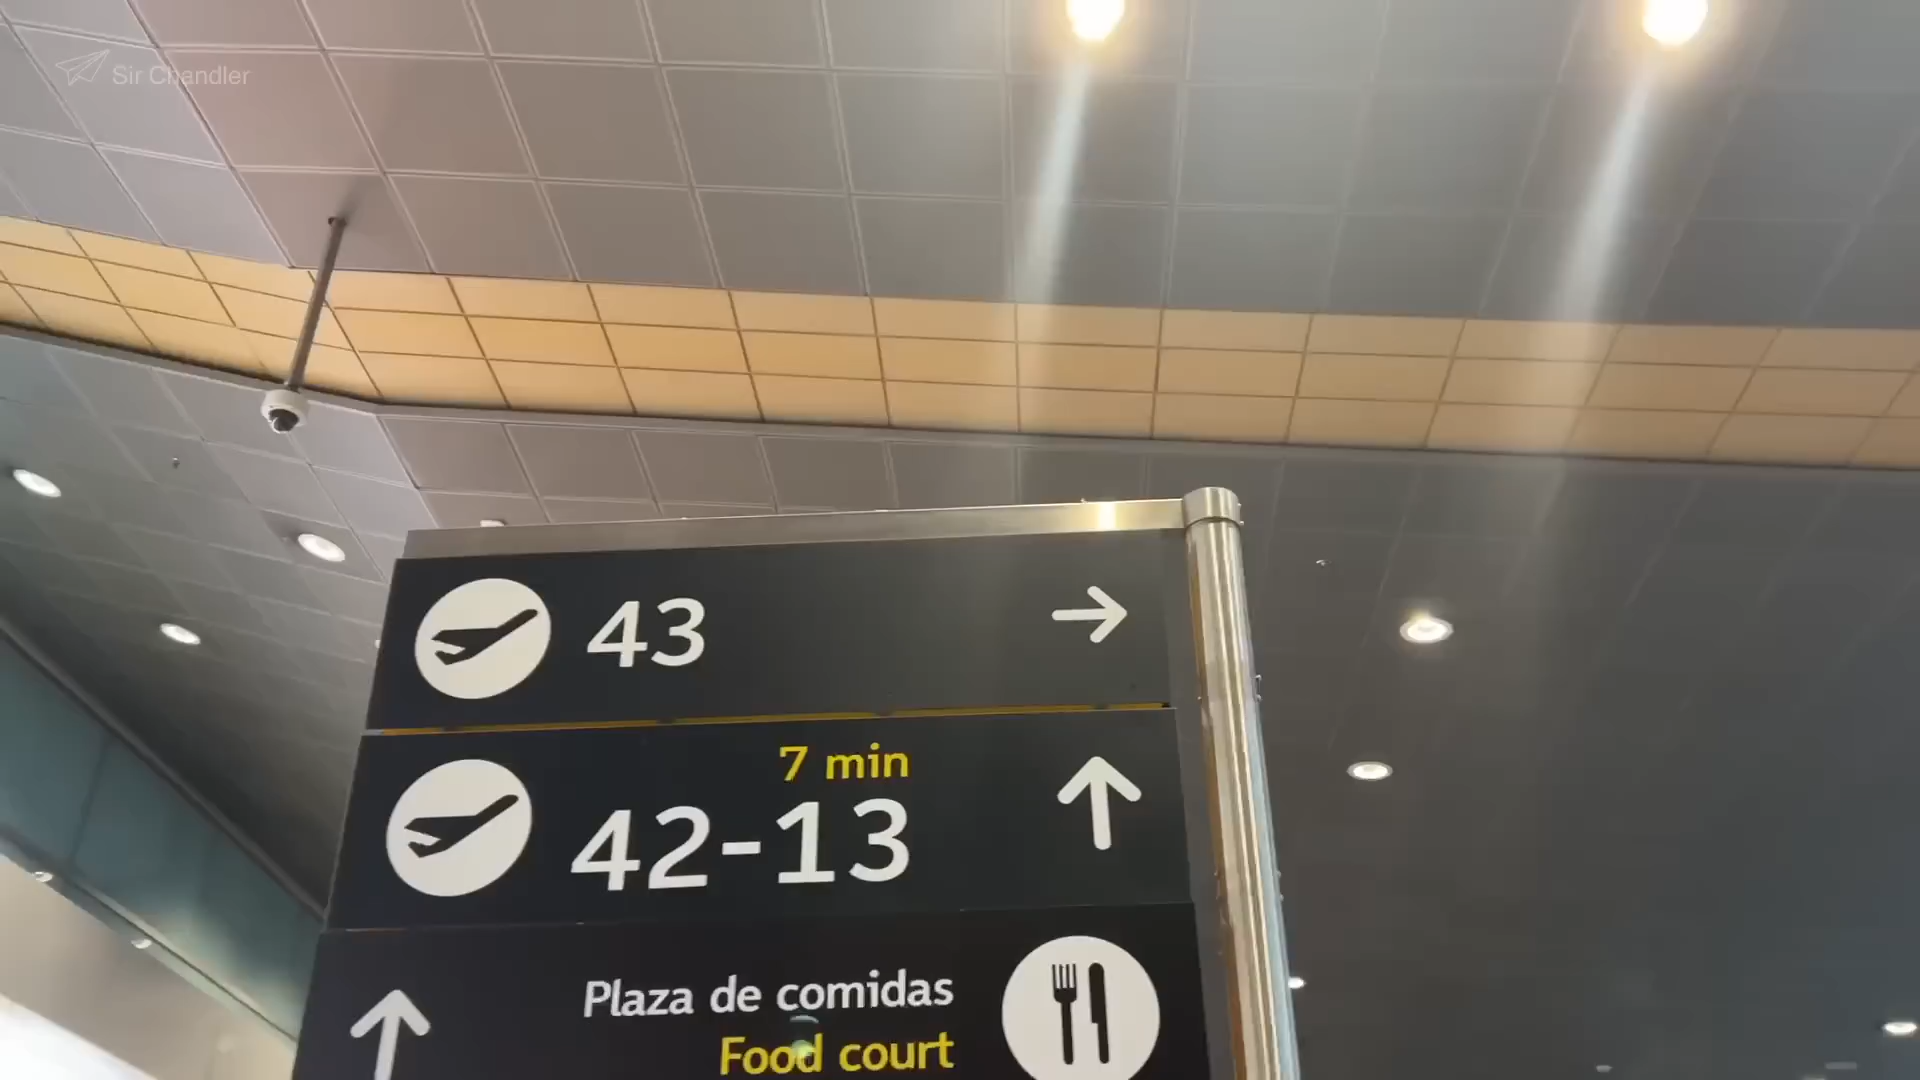 Sir Chandler
43
7 min
42-13
Plaza de comidas
Food court